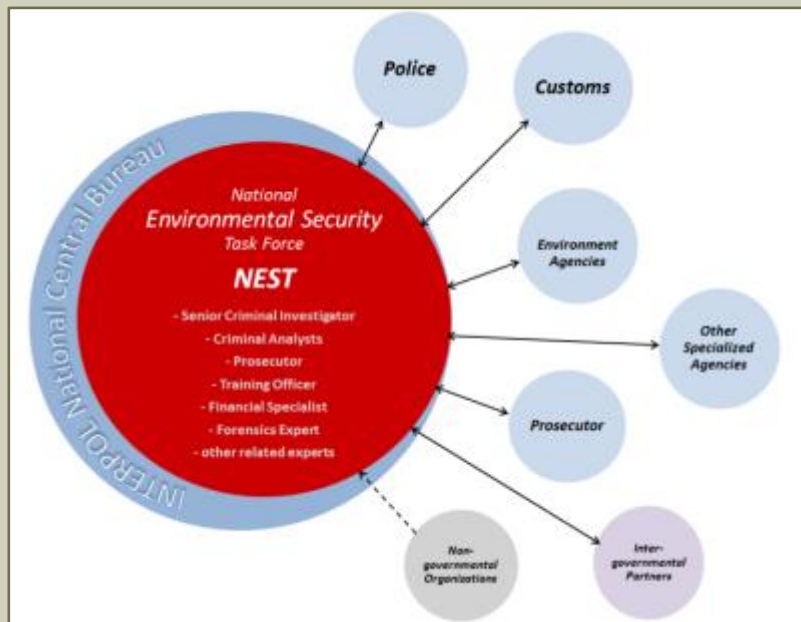 Police
Customs
INTERPOL National Central Bureau
National
Environmental Security
Task Force
NEST
- Senior Criminal Investigator
- Criminal Analysts
- Prosecutor
- Training Officer
- Financial Specialist
- Forensics Expert
- other related experts
Environment
Agencies
Other
Specialized
Agencies
Prosecutor
Non-
governmental
Organizations
Inter-
governmental
Partners